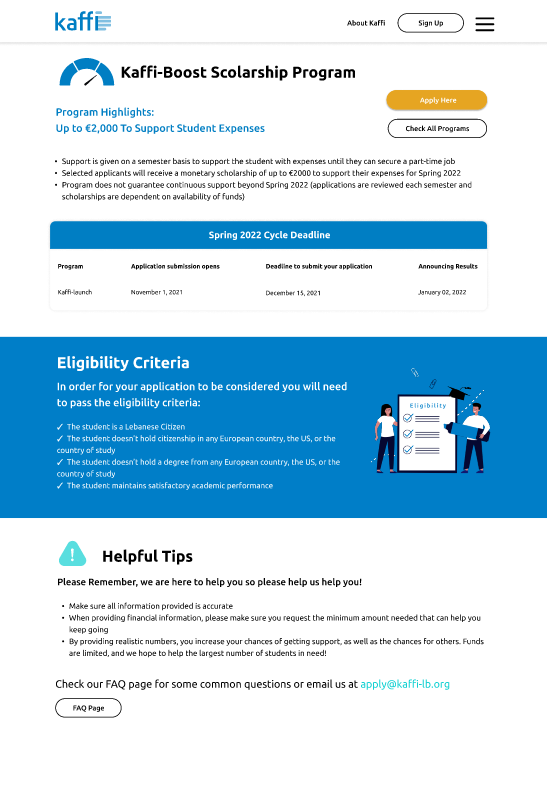 kaffi
About Kaffi
Sign Up
Kaffi-Boost Scolarship Program
Apply Here
Program Highlights:
Up to €2,000 To Support Student Expenses
Check All Programs
• Support is given on a semester basis to support the student with expenses until they can secure a part-time job
• Selected applicants will receive a monetary scholarship of up to €2000 to support their expenses for Spring 2022
• Program does not guarantee continuous support beyond Spring 2022 (applications are reviewed each semester and
scholarships are dependent on availability of funds)
Spring 2022 Cycle Deadline
Program Application submission opens Deadline to submit your application Announcing Results
Kaffi-launch November 1, 2021 December 15, 2021 January 02, 2022
Eligibility Criteria
In order for your application to be considered you will need
to pass the eligibility criteria:
✓ The student is a Lebanese Citizen
✓ The student doesn't hold citizenship in any European country, the US, or the
country of study
✓ The student doesn't hold a degree from any European country, the US, or the
country of study
✓ The student maintains satisfactory academic performance
Eligibility
Helpful Tips
Please Remember, we are here to help you so please help us help you!
• Make sure all information provided is accurate
• When providing financial information, please make sure you request the minimum amount needed that can help you
keep going
• By providing realistic numbers, you increase your chances of getting support, as well as the chances for others. Funds
are limited, and we hope to help the largest number of students in need!
Check our FAQ page for some common questions or email us at apply@kaffi-lb.org
FAQ Page